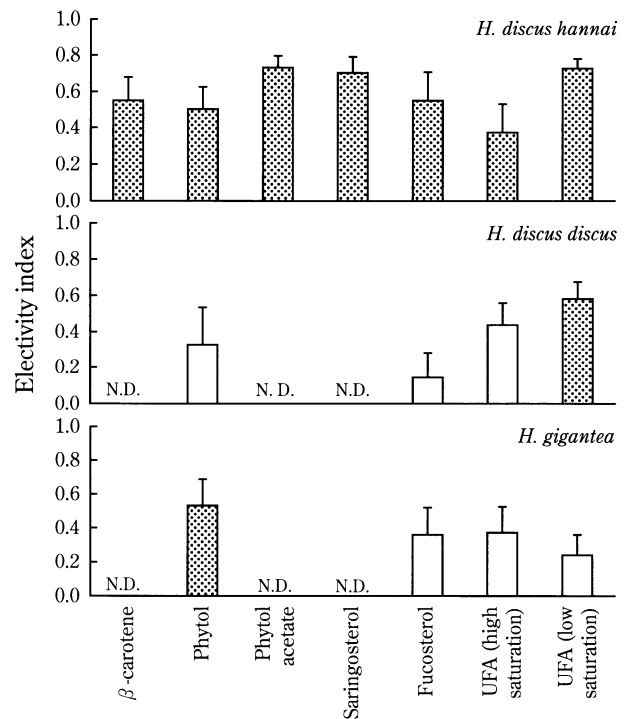 1.0
H. discus hannai
0.8
0.6
0.4
0.2
0.0
1.0
H. discus discus
0.8
0.6
0.4
0.2
0.0
N.D.
N. D.
N.D.
Electivity index
1.0
H. gigantea
0.8
0.6
0.4
0.2
0.0
N.D.
N.D.
N.D.
β-carotene
Phytol
Phytol
acetate
Saringosterol
Fucosterol
UFA (high
saturation)
UFA (low
saturation)